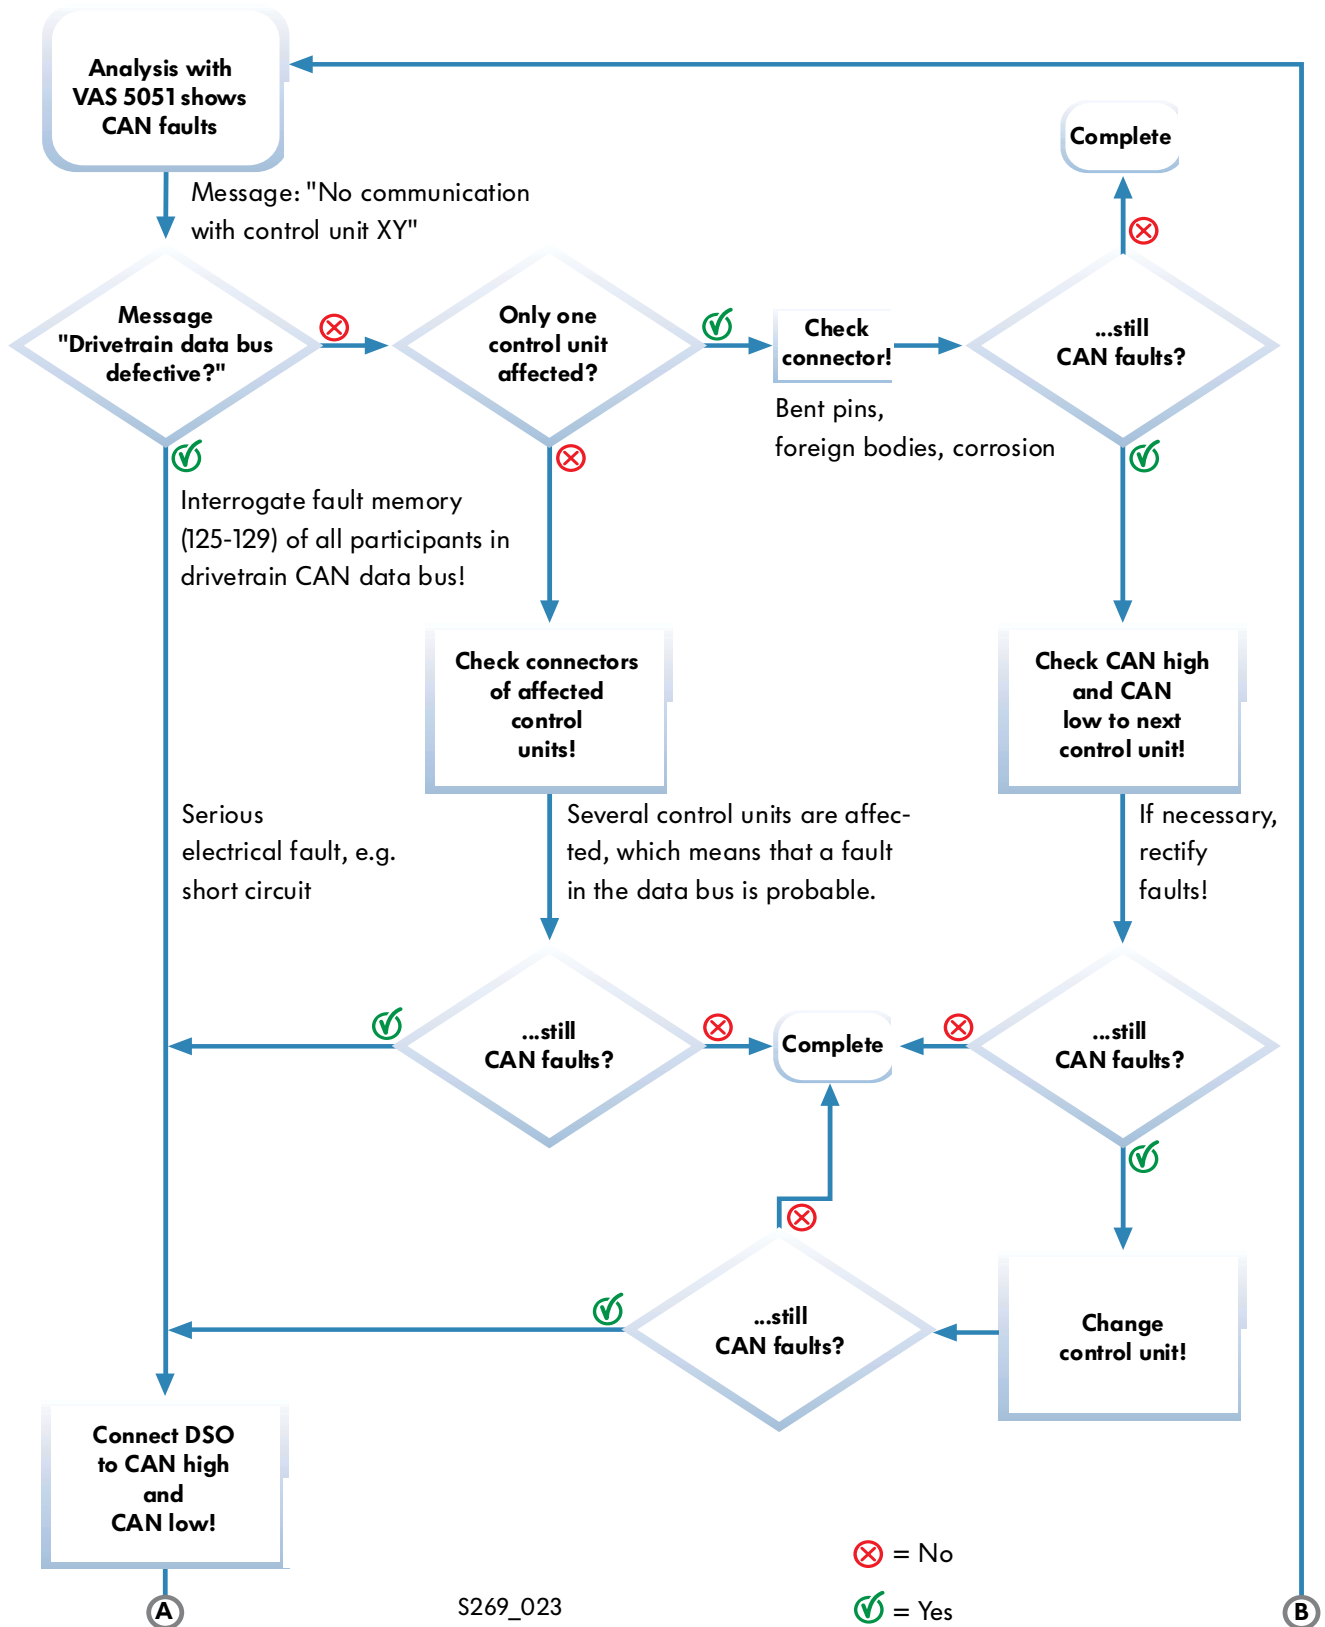 Analysis with
VAS 5051 shows
CAN faults
Complete
Message: "No communication
with control unit XY"
Message
"Drivetrain data bus
defective?"
Only one
control unit
affected?
Check
connector!
...still
CAN faults?
Bent pins,
foreign bodies, corrosion
Interrogate fault memory
(125-129) of all participants in
drivetrain CAN data bus!
Check connectors
of affected
control
units!
Check CAN high
and CAN
low to next
control unit!
Serious
electrical fault, e.g.
short circuit
Several control units are affec-
ted, which means that a fault
in the data bus is probable.
If necessary,
rectify
faults!
...still
CAN faults?
Complete
...still
CAN faults?
...still
CAN faults?
Change
control unit!
Connect DSO
to CAN high
and
CAN low!
= No
= Yes
A
S269_023
B